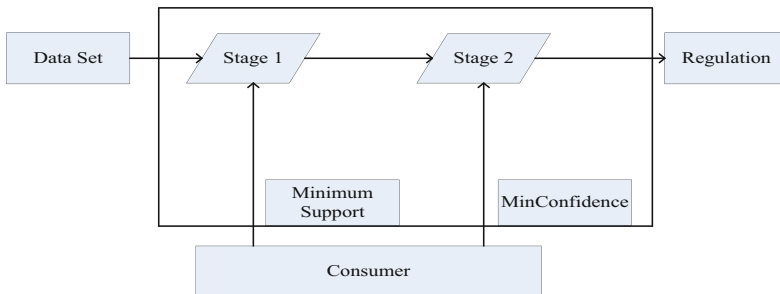 Data Set
Stage 1
Stage 2
Regulation
Minimum
Support
MinConfidence
Consumer